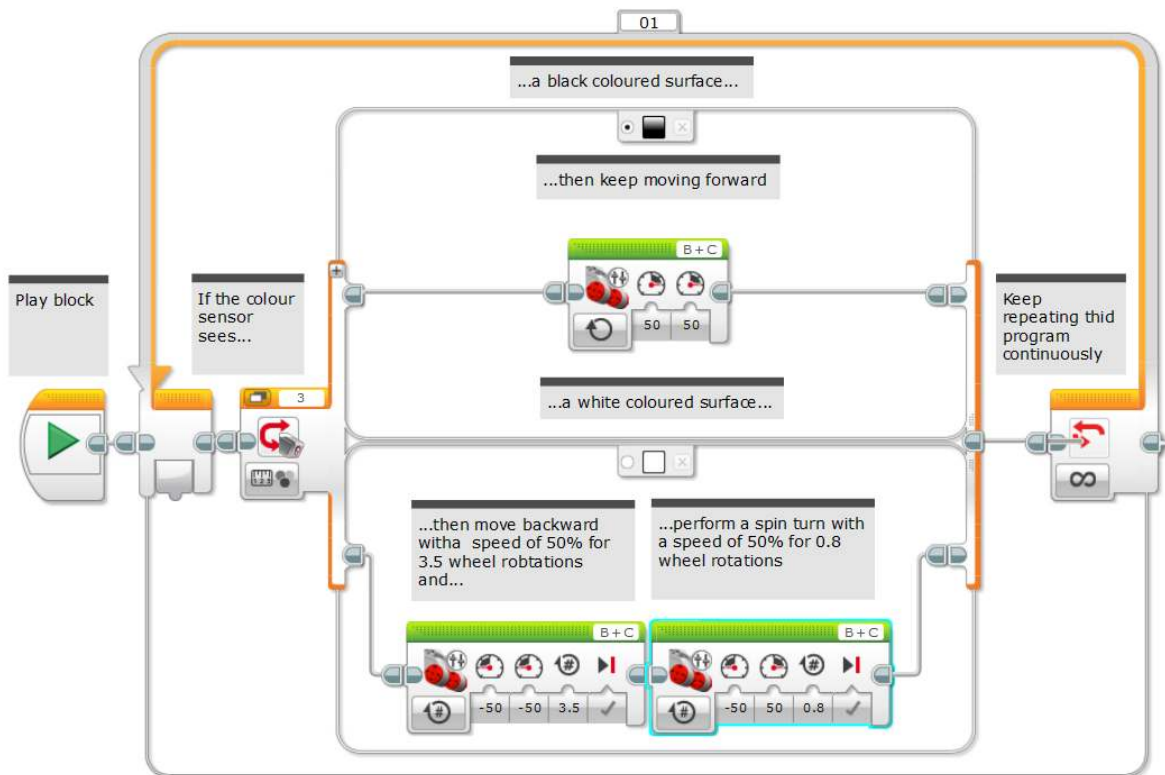 01
...a black coloured surface...
...then keep moving forward
B + C
50 50
Play block
If the colour
sensor
sees...
3
Keep
repeating thid
program
continuously
...a white coloured surface...
∞
...then move backward
witha speed of 50% for
3.5 wheel robtations
and...
...perform a spin turn with
a speed of 50% for 0.8
wheel rotations
B + C
# 
-50 -50 3.5
#
B + C
#
-50 50 0.8
#